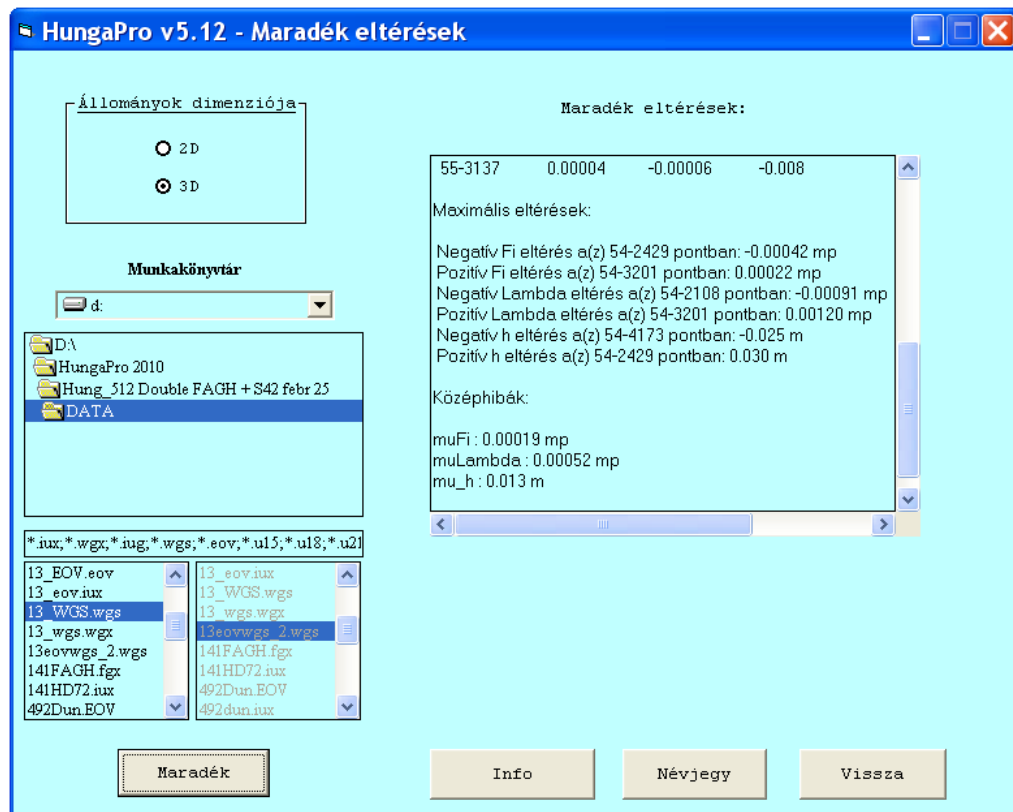 HungaPro v5.12 - Maradék eltérések
Állományok dimenziója
2D
3D
Munkakönyvtár
d:
D:\
HungaPro 2010
Hung_512 Double FAGH + S42 febr 25
DATA
*.iux;*.wgx;*.iug;*.wgs;*.eov;*.u15;*.u18;*.u21
13_EOV.eov
13_eov.iux
13_WGS.wgs
13_wgs.wgx
13eovwgs_2.wgs
141FAGH.fgx
141HD72.iux
492Dun.EOV
13_eov.iux
13_WGS.wgs
13_wgs.wgx
13eovwgs_2.wgs
141FAGH.fgx
141HD72.iux
492Dun.EOV
492dun.iux
Maradék eltérések:
55-3137 0.00004 -0.00006 -0.008
Maximális eltérések:
Negatív Fi eltérés a(z) 54-2429 pontban: -0.00042 mp
Pozitív Fi eltérés a(z) 54-3201 pontban: 0.00022 mp
Negatív Lambda eltérés a(z) 54-2108 pontban: -0.00091 mp
Pozitív Lambda eltérés a(z) 54-3201 pontban: 0.00120 mp
Negatív h eltérés a(z) 54-4173 pontban: -0.025 m
Pozitív h eltérés a(z) 54-2429 pontban: 0.030 m
Középhibák:
muFi : 0.00019 mp
muLambda : 0.00052 mp
mu_h : 0.013 m
Maradék
Info
Névjegy
Vissza